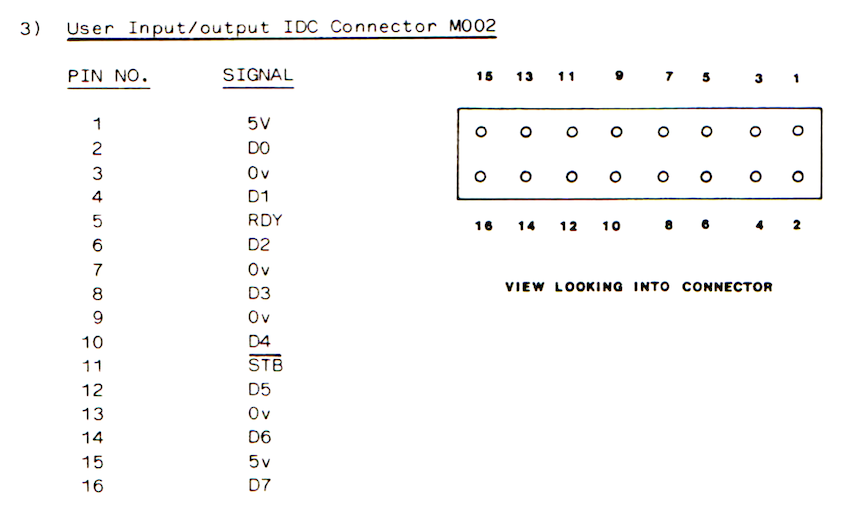 3) User Input/output IDC Connector M002
PIN NO. SIGNAL
1 5V
2 D0
3 0v
4 D1
5 RDY
6 D2
7 0v
8 D3
9 0v
10 D4
11 S̅T̅B̅
12 D5
13 0v
14 D6
15 5v
16 D7
15 13 11 9 7 5 3 1
16 14 12 10 8 6 4 2
VIEW LOOKING INTO CONNECTOR